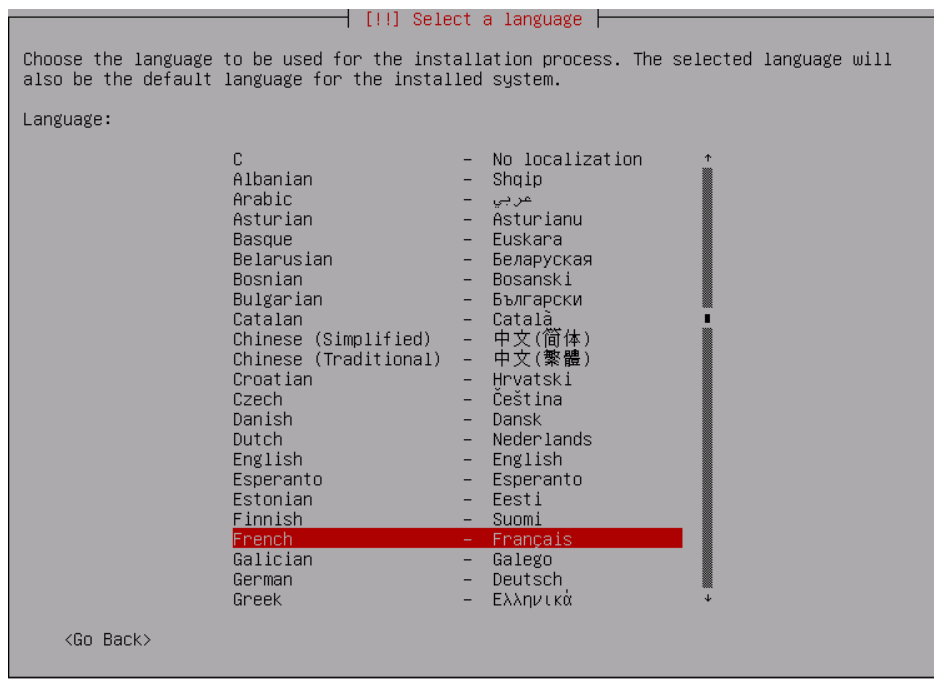 [!!] Select a language
Choose the language to be used for the installation process. The selected language will
also be the default language for the installed system.
Language:
C - No localization
Albanian - Shqip
Arabic - عربي
Asturian - Asturianu
Basque - Euskara
Belarusian - Беларуская
Bosnian - Bosanski
Bulgarian - Български
Catalan - Català
Chinese (Simplified) - 中文(简体)
Chinese (Traditional) - 中文(繁體)
Croatian - Hrvatski
Czech - Čeština
Danish - Dansk
Dutch - Nederlands
English - English
Esperanto - Esperanto
Estonian - Eesti
Finnish - Suomi
French - Français
Galician - Galego
German - Deutsch
Greek - Ελληνικά
<Go Back>